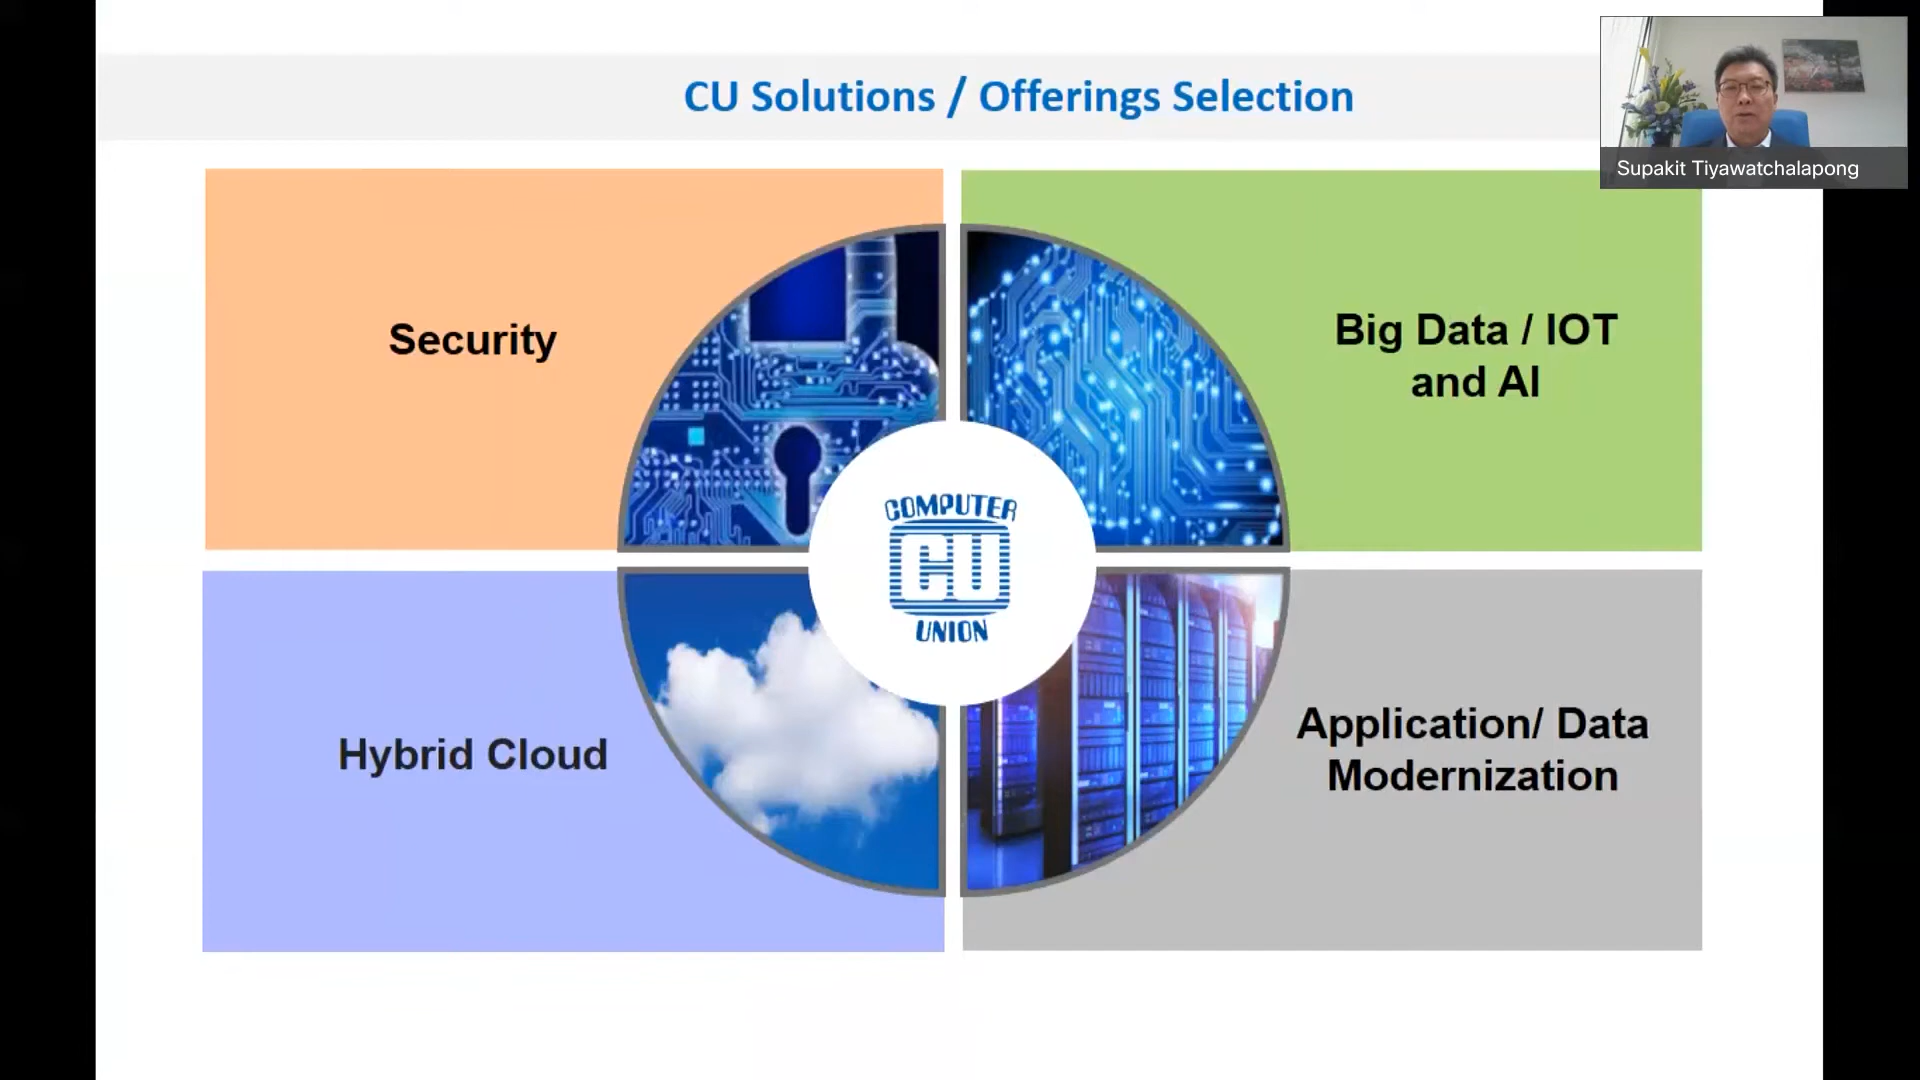 CU Solutions / Offerings Selection
Supakit Tiyawatchalapong
Security
Big Data / IOT
and AI
COMPUTER
CU
UNION
Hybrid Cloud
Application/ Data
Modernization